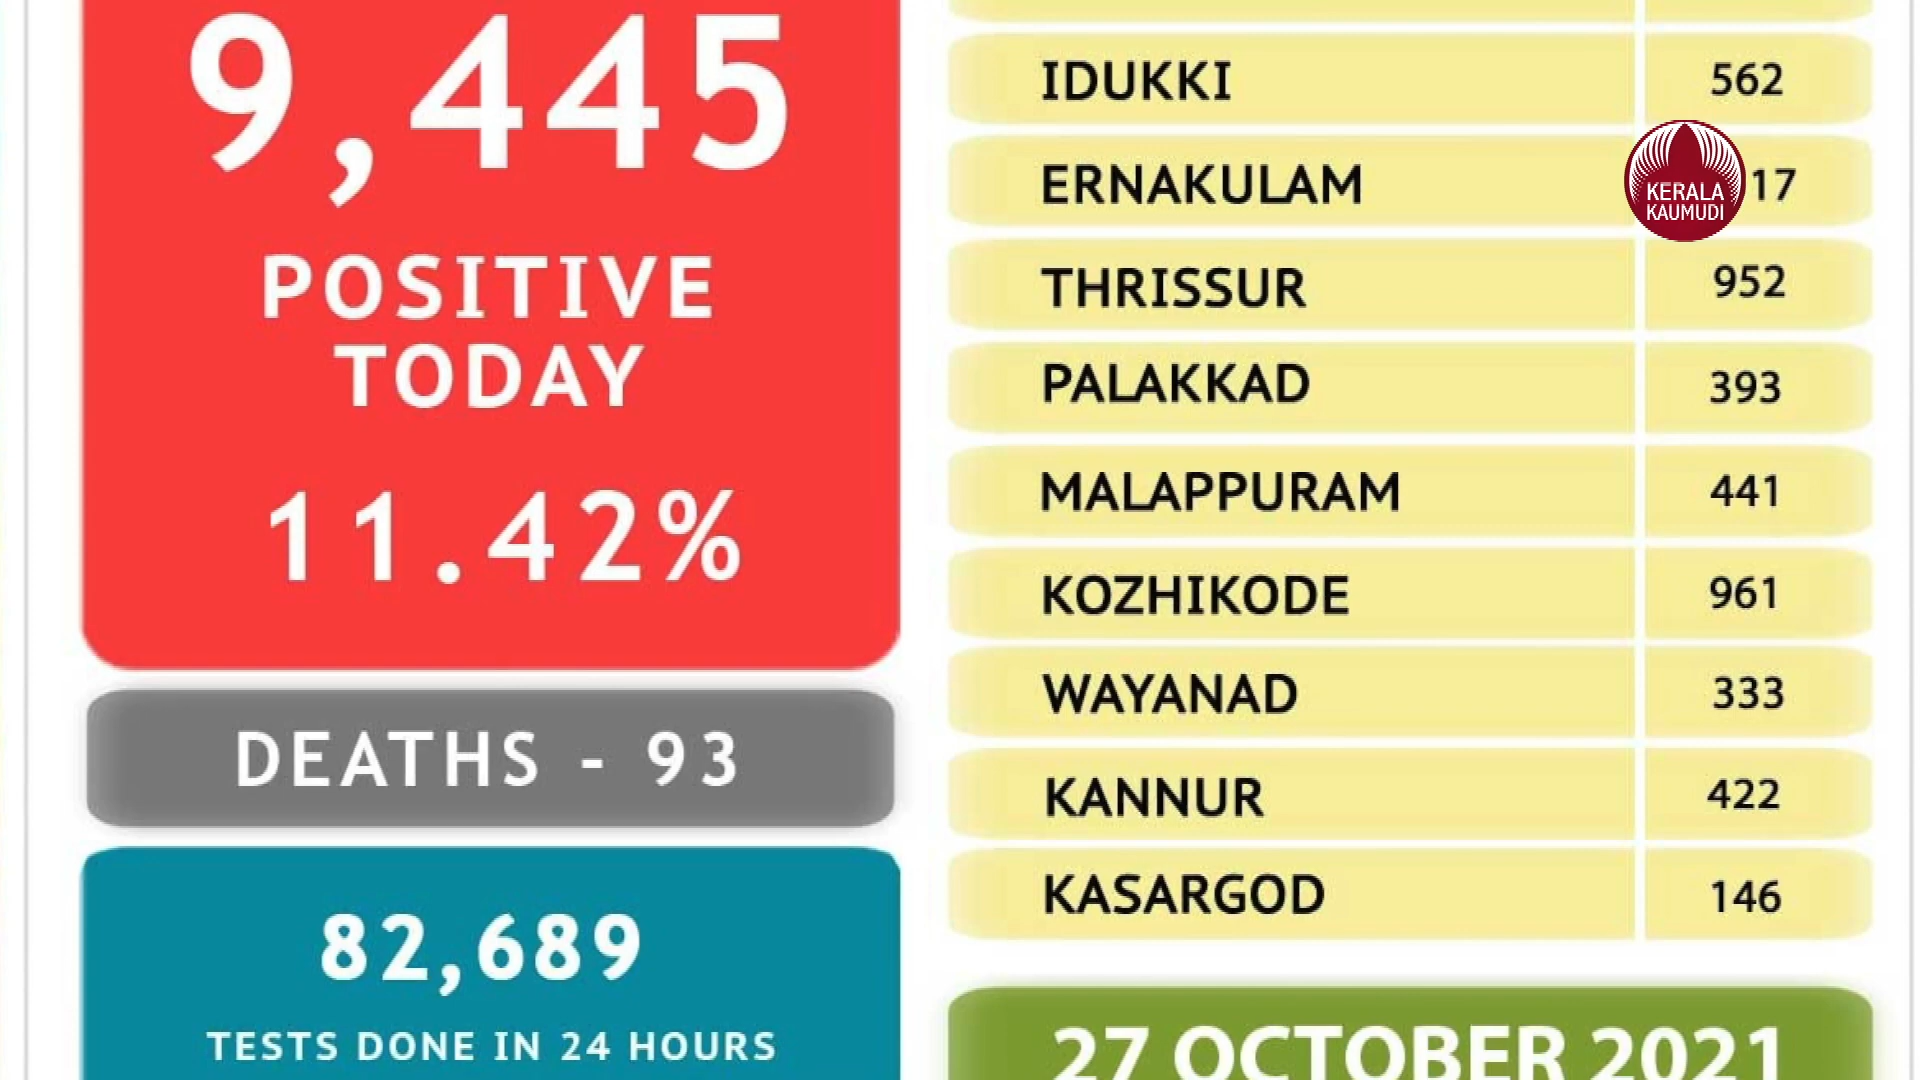 9,445
POSITIVE
TODAY
11.42%
DEATHS - 93
82,689
TESTS DONE IN 24 HOURS
IDUKKI 562
ERNAKULAM 17
KERALA
KAUMUDI
THRISSUR 952
PALAKKAD 393
MALAPPURAM 441
KOZHIKODE 961
WAYANAD 333
KANNUR 422
KASARGOD 146
27 OCTOBER 2021